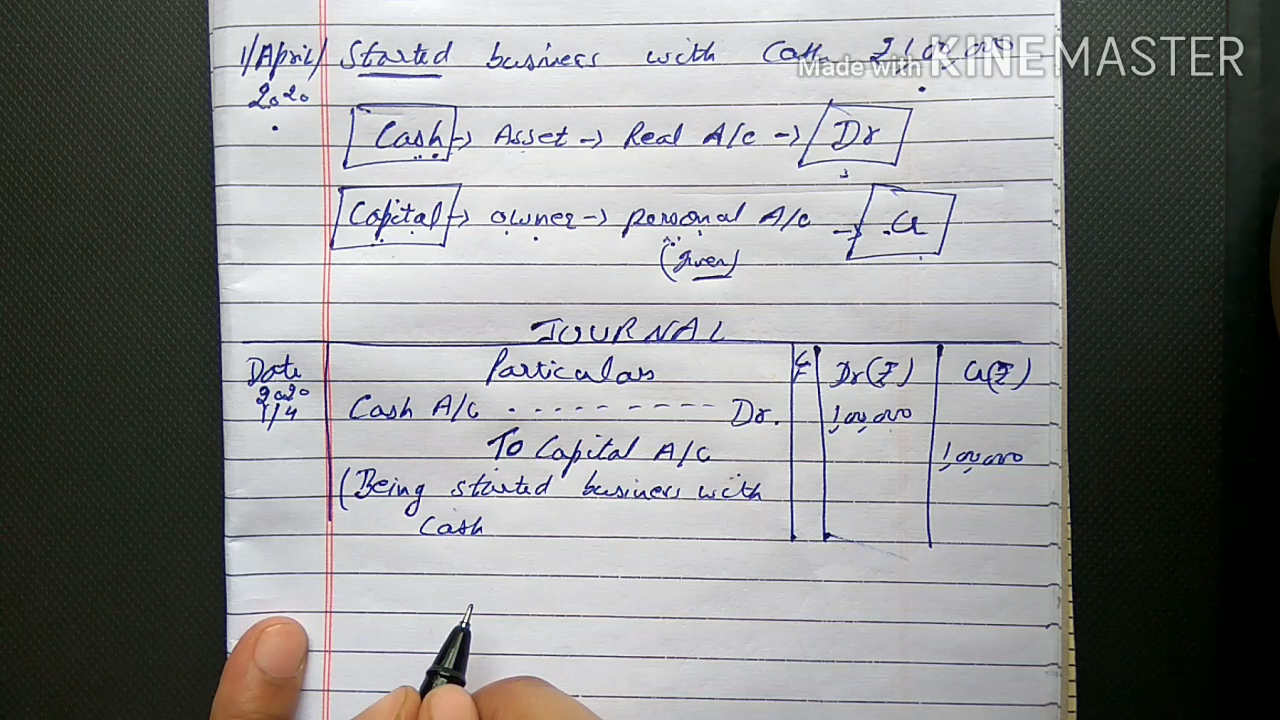 1/April/ Started business with Cash ₹1,00,000
2020
Made with KINEMASTER
Cash → Asset → Real A/c → Dr
Capital → owner → personal A/c → Cr
(giver)
JOURNAL
Date Particulars L/F Dr(₹) Cr(₹)
2020
1/4 Cash A/c . - - - - - - - - Dr. 1,00,000
To Capital A/c 1,00,000
(Being started business with
Cash